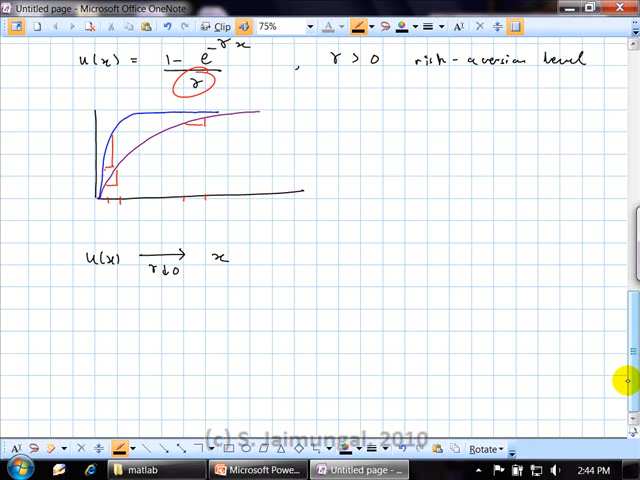 Untitled page - Microsoft Office OneNote
75%
Clip
u(x) = 1 - e^-γx / γ , γ > 0 risk-aversion level
u(x) → x
γ↓0
(c) S. Jaimungal, 2010
Rotate
matlab
Microsoft Powe...
Untitled page - ...
2:44 PM